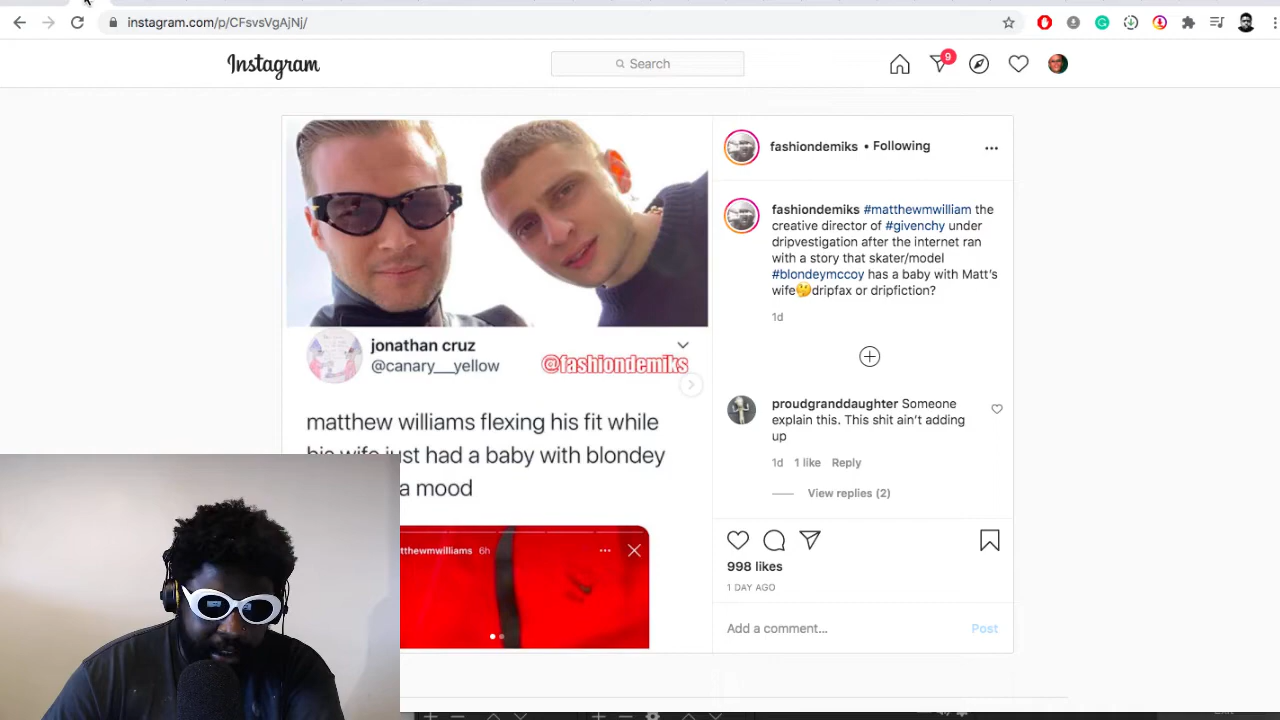 instagram.com/p/CFsvsVgAjNj/
Instagram
Search
9
fashiondemiks • Following
fashiondemiks #matthewmwilliam the
creative director of #givenchy under
dripvestigation after the internet ran
with a story that skater/model
#blondeymccoy has a baby with Matt's
wife🤔dripfax or dripfiction?
1d
jonathan cruz
@canary___yellow
@fashiondemiks
matthew williams flexing his fit while
his wife just had a baby with blondey
a mood
tthewmwilliams 6h
proudgranddaughter Someone
explain this. This shit ain't adding
up
1d 1 like Reply
View replies (2)
998 likes
1 DAY AGO
Add a comment... Post